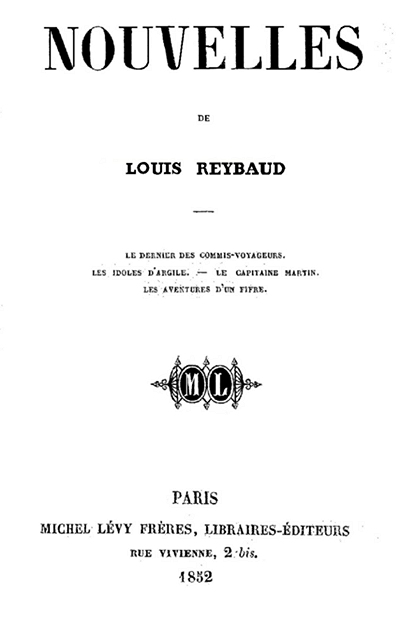 NOUVELLES
DE
LOUIS REYBAUD
LE DERNIER DES COMMIS-VOYAGEURS.
LES IDOLES D'ARGILE. — LE CAPITAINE MARTIN.
LES AVENTURES D'UN FIFRE.
ML
PARIS
MICHEL LÉVY FRÈRES, LIBRAIRES-ÉDITEURS
RUE VIVIENNE, 2 bis.
1852